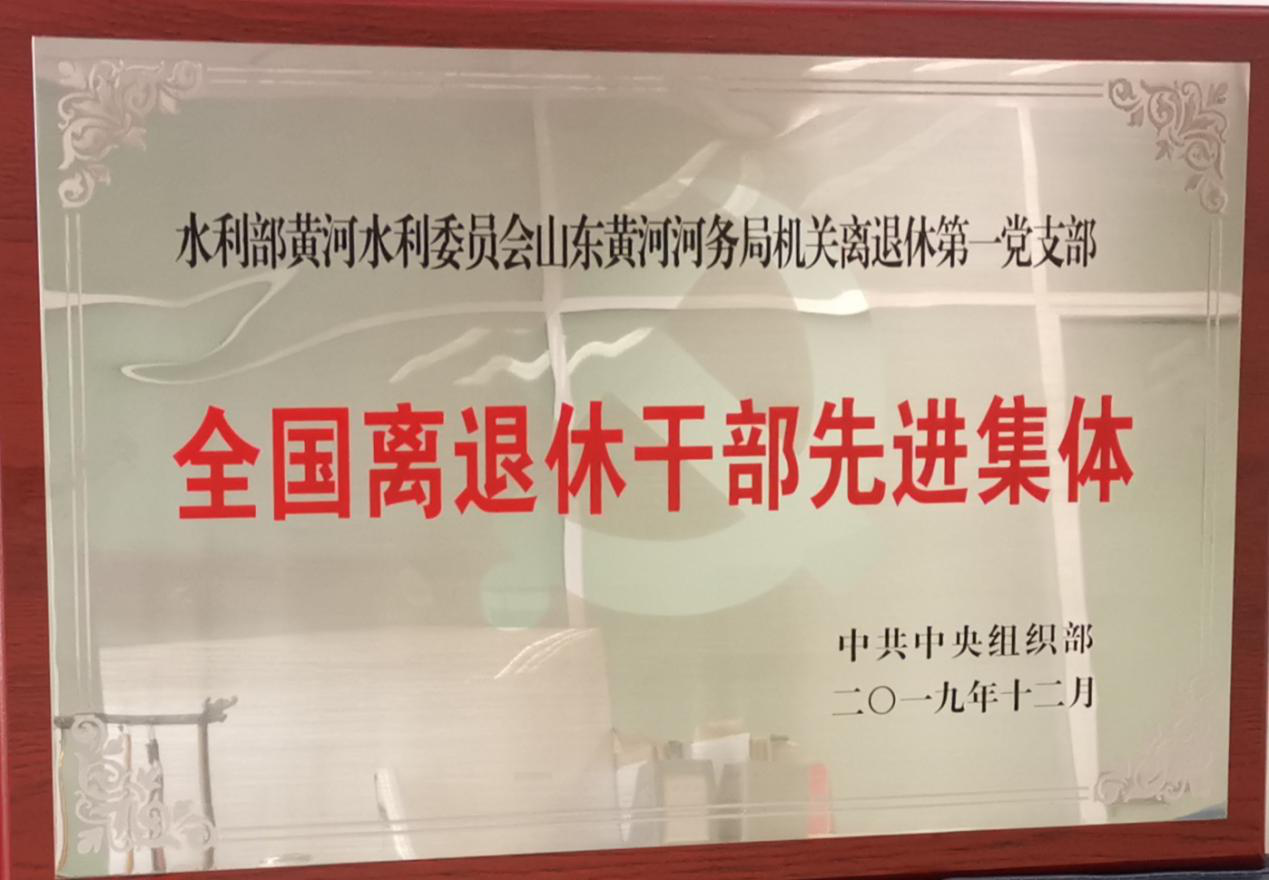 水利部黄河水利委员会山东黄河河务局机关离退休第一党支部
全国离退休干部先进集体
中共中央组织部
二〇一九年十二月